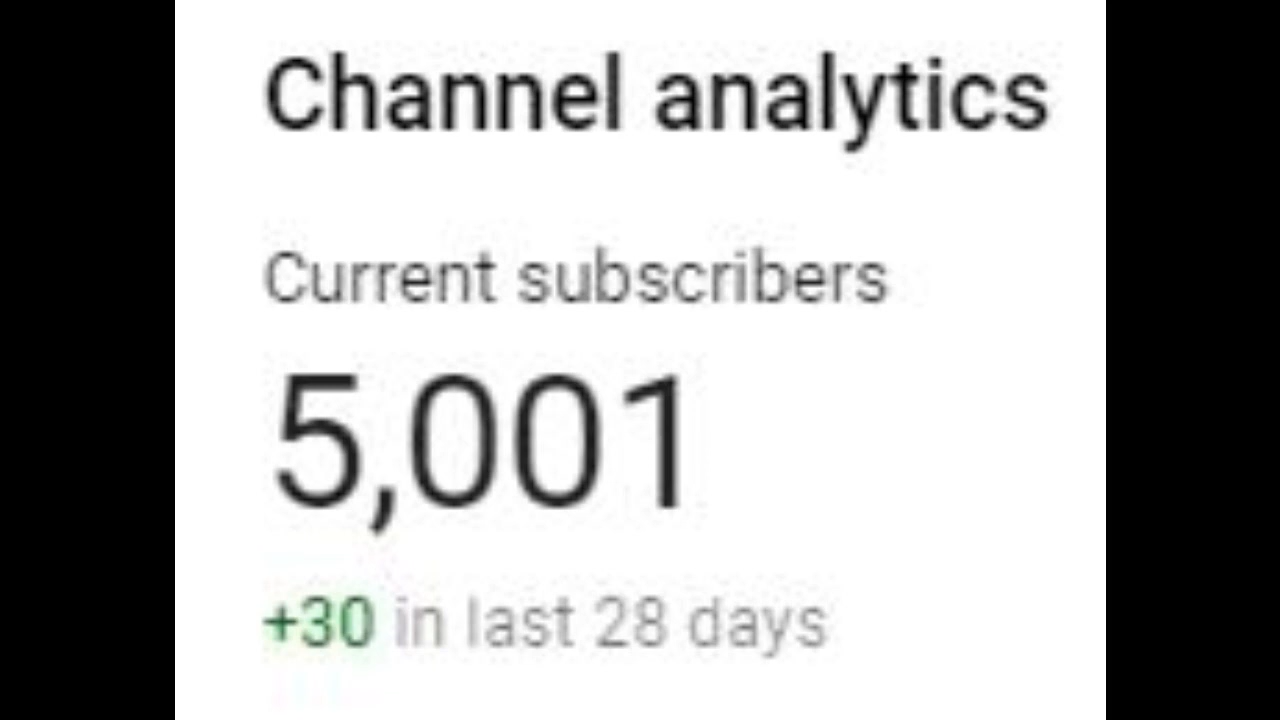 Channel analytics
Current subscribers
5,001
+30 in last 28 days